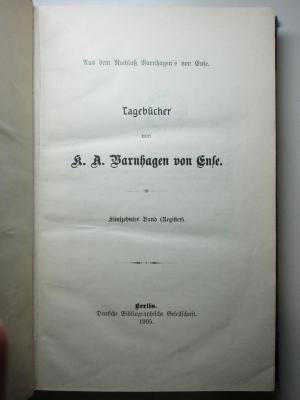 Aus dem Nachlaß Varnhagen's von Ense.
Tagebücher
von
K. A. Varnhagen von Ense.
Fünfzehnter Band (Register).
Berlin.
Deutsche Bibliographische Gesellschaft.
1905.